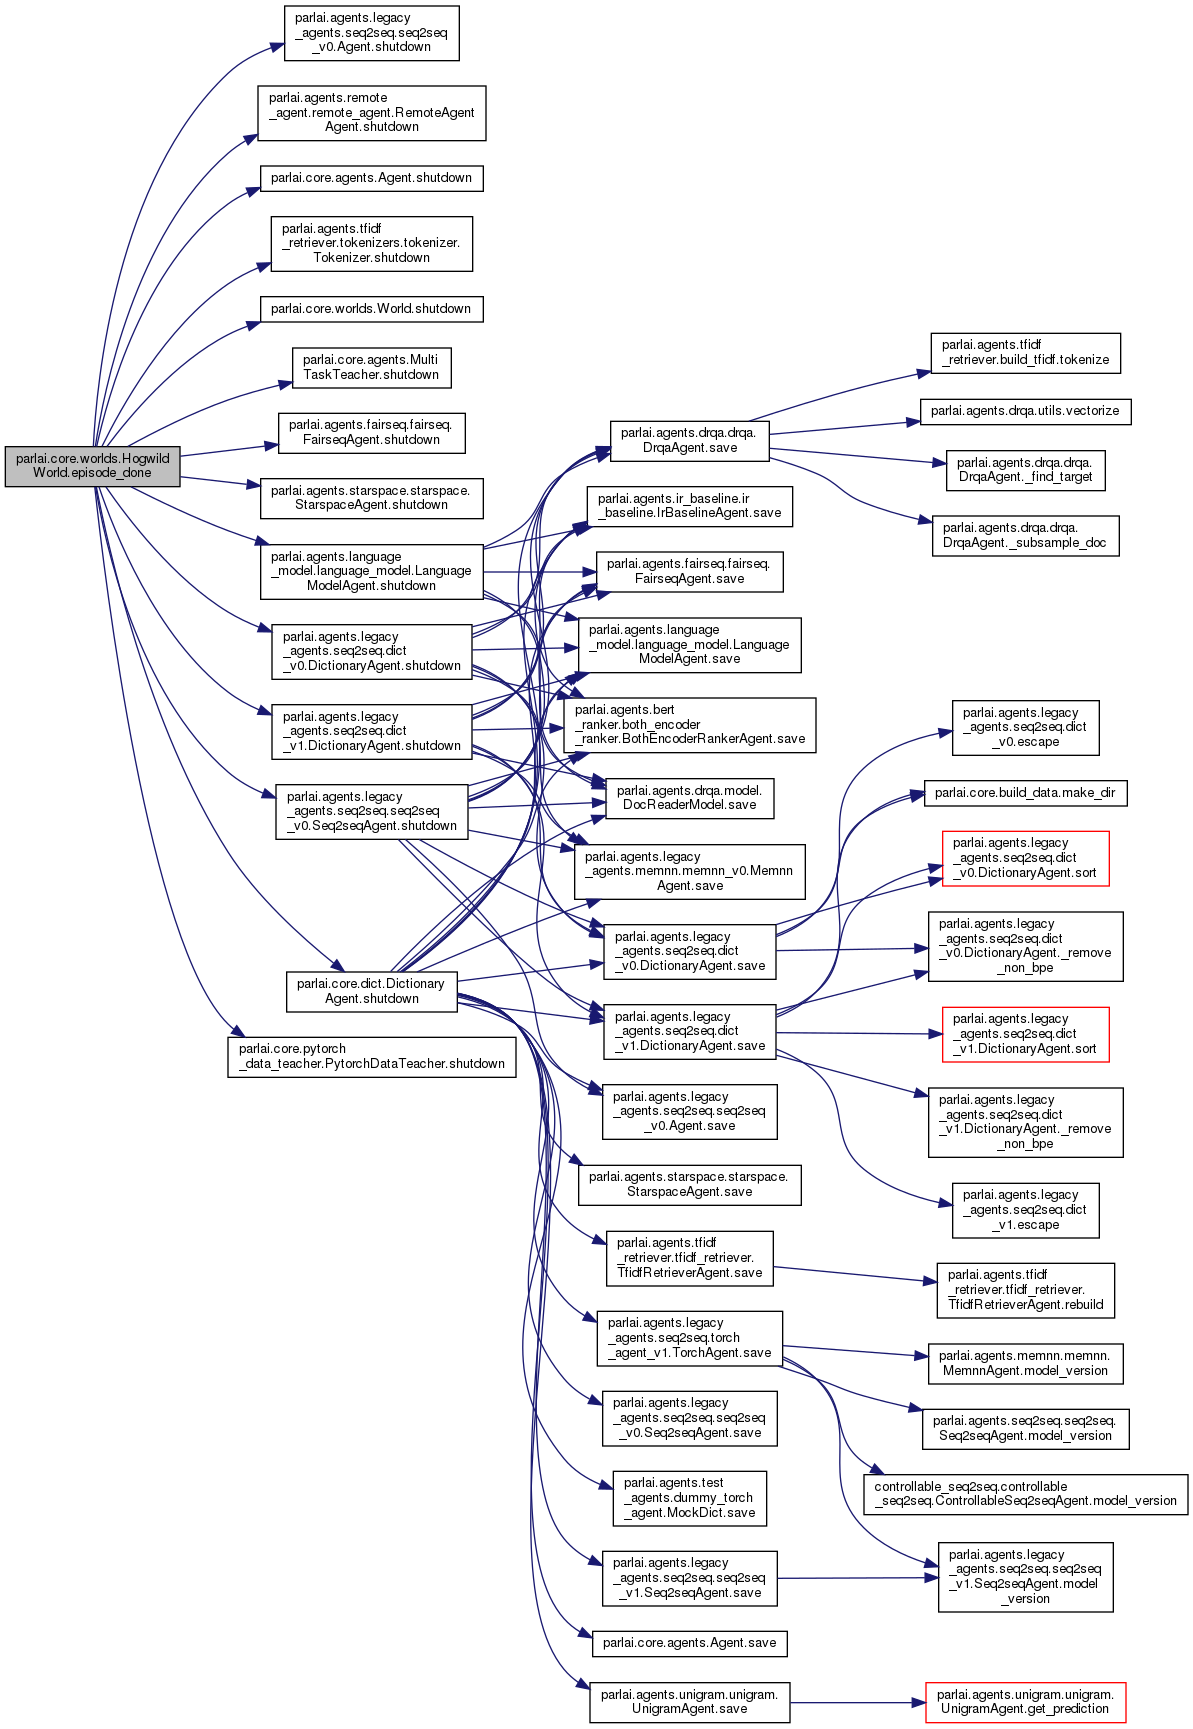 parlai.core.worlds.Hogwild
World.episode_done
parlai.agents.legacy
_agents.seq2seq.seq2seq
_v0.Agent.shutdown
parlai.agents.remote
_agent.remote_agent.RemoteAgent
Agent.shutdown
parlai.core.agents.Agent.shutdown
parlai.agents.tfidf
_retriever.tokenizers.tokenizer.
Tokenizer.shutdown
parlai.core.worlds.World.shutdown
parlai.core.agents.Multi
TaskTeacher.shutdown
parlai.agents.fairseq.fairseq.
FairseqAgent.shutdown
parlai.agents.starspace.starspace.
StarspaceAgent.shutdown
parlai.agents.language
_model.language_model.Language
ModelAgent.shutdown
parlai.agents.legacy
_agents.seq2seq.dict
_v0.DictionaryAgent.shutdown
parlai.agents.legacy
_agents.seq2seq.dict
_v1.DictionaryAgent.shutdown
parlai.agents.legacy
_agents.seq2seq.seq2seq
_v0.Seq2seqAgent.shutdown
parlai.core.dict.Dictionary
Agent.shutdown
parlai.core.pytorch
_data_teacher.PytorchDataTeacher.shutdown
parlai.agents.drqa.drqa.
DrqaAgent.save
parlai.agents.ir_baseline.ir
_baseline.IrBaselineAgent.save
parlai.agents.fairseq.fairseq.
FairseqAgent.save
parlai.agents.language
_model.language_model.Language
ModelAgent.save
parlai.agents.bert
_ranker.both_encoder
_ranker.BothEncoderRankerAgent.save
parlai.agents.drqa.model.
DocReaderModel.save
parlai.agents.legacy
_agents.memnn.memnn_v0.Memnn
Agent.save
parlai.agents.legacy
_agents.seq2seq.dict
_v0.DictionaryAgent.save
parlai.agents.legacy
_agents.seq2seq.dict
_v1.DictionaryAgent.save
parlai.agents.legacy
_agents.seq2seq.seq2seq
_v0.Agent.save
parlai.agents.starspace.starspace.
StarspaceAgent.save
parlai.agents.tfidf
_retriever.tfidf_retriever.
TfidfRetrieverAgent.save
parlai.agents.legacy
_agents.seq2seq.torch
_agent_v1.TorchAgent.save
parlai.agents.legacy
_agents.seq2seq.seq2seq
_v0.Seq2seqAgent.save
parlai.agents.test
_agents.dummy_torch
_agent.MockDict.save
parlai.agents.legacy
_agents.seq2seq.seq2seq
_v1.Seq2seqAgent.save
parlai.core.agents.Agent.save
parlai.agents.unigram.unigram.
UnigramAgent.save
parlai.agents.tfidf
_retriever.build_tfidf.tokenize
parlai.agents.drqa.utils.vectorize
parlai.agents.drqa.drqa.
DrqaAgent._find_target
parlai.agents.drqa.drqa.
DrqaAgent._subsample_doc
parlai.agents.legacy
_agents.seq2seq.dict
_v0.escape
parlai.core.build_data.make_dir
parlai.agents.legacy
_agents.seq2seq.dict
_v0.DictionaryAgent.sort
parlai.agents.legacy
_agents.seq2seq.dict
_v0.DictionaryAgent._remove
_non_bpe
parlai.agents.legacy
_agents.seq2seq.dict
_v1.DictionaryAgent.sort
parlai.agents.legacy
_agents.seq2seq.dict
_v1.DictionaryAgent._remove
_non_bpe
parlai.agents.legacy
_agents.seq2seq.dict
_v1.escape
parlai.agents.tfidf
_retriever.tfidf_retriever.
TfidfRetrieverAgent.rebuild
parlai.agents.memnn.memnn.
MemnnAgent.model_version
parlai.agents.seq2seq.seq2seq.
Seq2seqAgent.model_version
controllable_seq2seq.controllable
_seq2seq.ControllableSeq2seqAgent.model_version
parlai.agents.legacy
_agents.seq2seq.seq2seq
_v1.Seq2seqAgent.model
_version
parlai.agents.unigram.unigram.
UnigramAgent.get_prediction